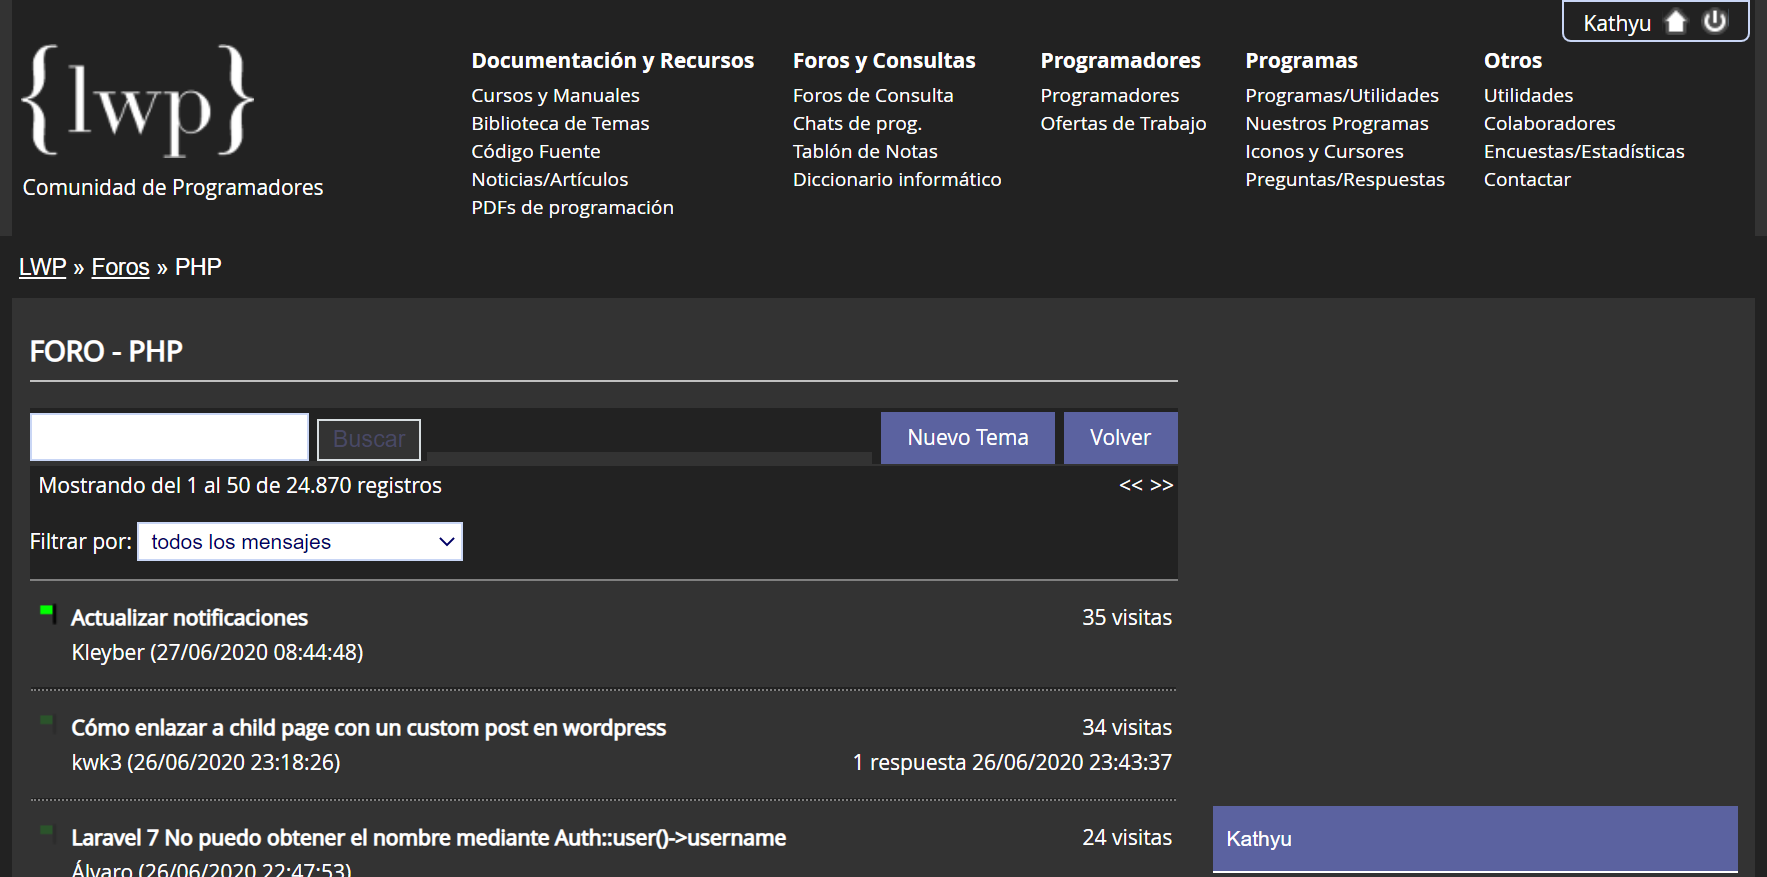 Kathyu
{lwp}
Comunidad de Programadores
Documentación y Recursos
Cursos y Manuales
Biblioteca de Temas
Código Fuente
Noticias/Artículos
PDFs de programación
Foros y Consultas
Foros de Consulta
Chats de prog.
Tablón de Notas
Diccionario informático
Programadores
Programadores
Ofertas de Trabajo
Programas
Programas/Utilidades
Nuestros Programas
Iconos y Cursores
Preguntas/Respuestas
Otros
Utilidades
Colaboradores
Encuestas/Estadísticas
Contactar
LWP » Foros » PHP
FORO - PHP
Buscar
Nuevo Tema
Volver
Mostrando del 1 al 50 de 24.870 registros
<< >>
Filtrar por: todos los mensajes
Actualizar notificaciones
35 visitas
Kleyber (27/06/2020 08:44:48)
Cómo enlazar a child page con un custom post en wordpress
34 visitas
kwk3 (26/06/2020 23:18:26)
1 respuesta 26/06/2020 23:43:37
Laravel 7 No puedo obtener el nombre mediante Auth::user()->username
24 visitas
Álvaro (26/06/2020 22:47:53)
Kathyu